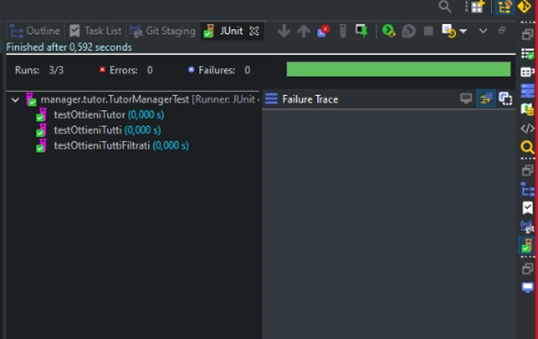 Outline Task List Git Staging JUnit
Finished after 0,592 seconds
Runs: 3/3 Errors: 0 Failures: 0
manager.tutor.TutorManagerTest [Runner: JUnit
Failure Trace
testOttieniTutor (0,000 s)
testOttieniTutti (0,000 s)
testOttieniTuttiFiltrati (0,000 s)